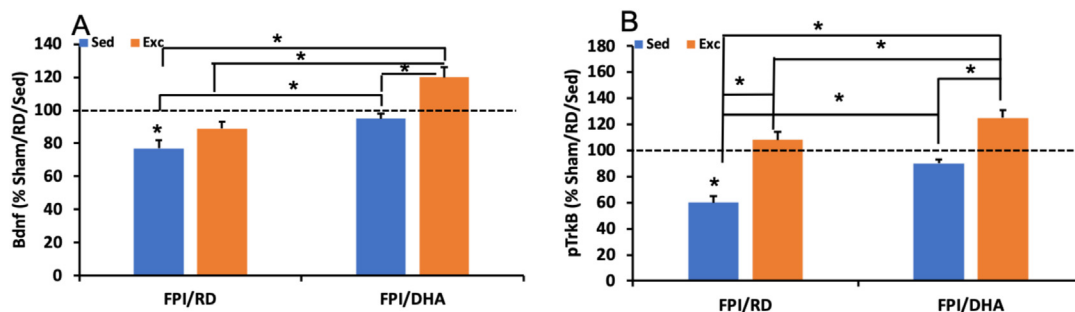 A
Sed Exc
140
120
100
80
60
40
20
0
Bdnf (% Sham/RD/Sed)
* * * * *
FPI/RD FPI/DHA
B
Sed Exc
180
160
140
120
100
80
60
40
20
0
pTrkB (% Sham/RD/Sed)
* * * * * *
FPI/RD FPI/DHA